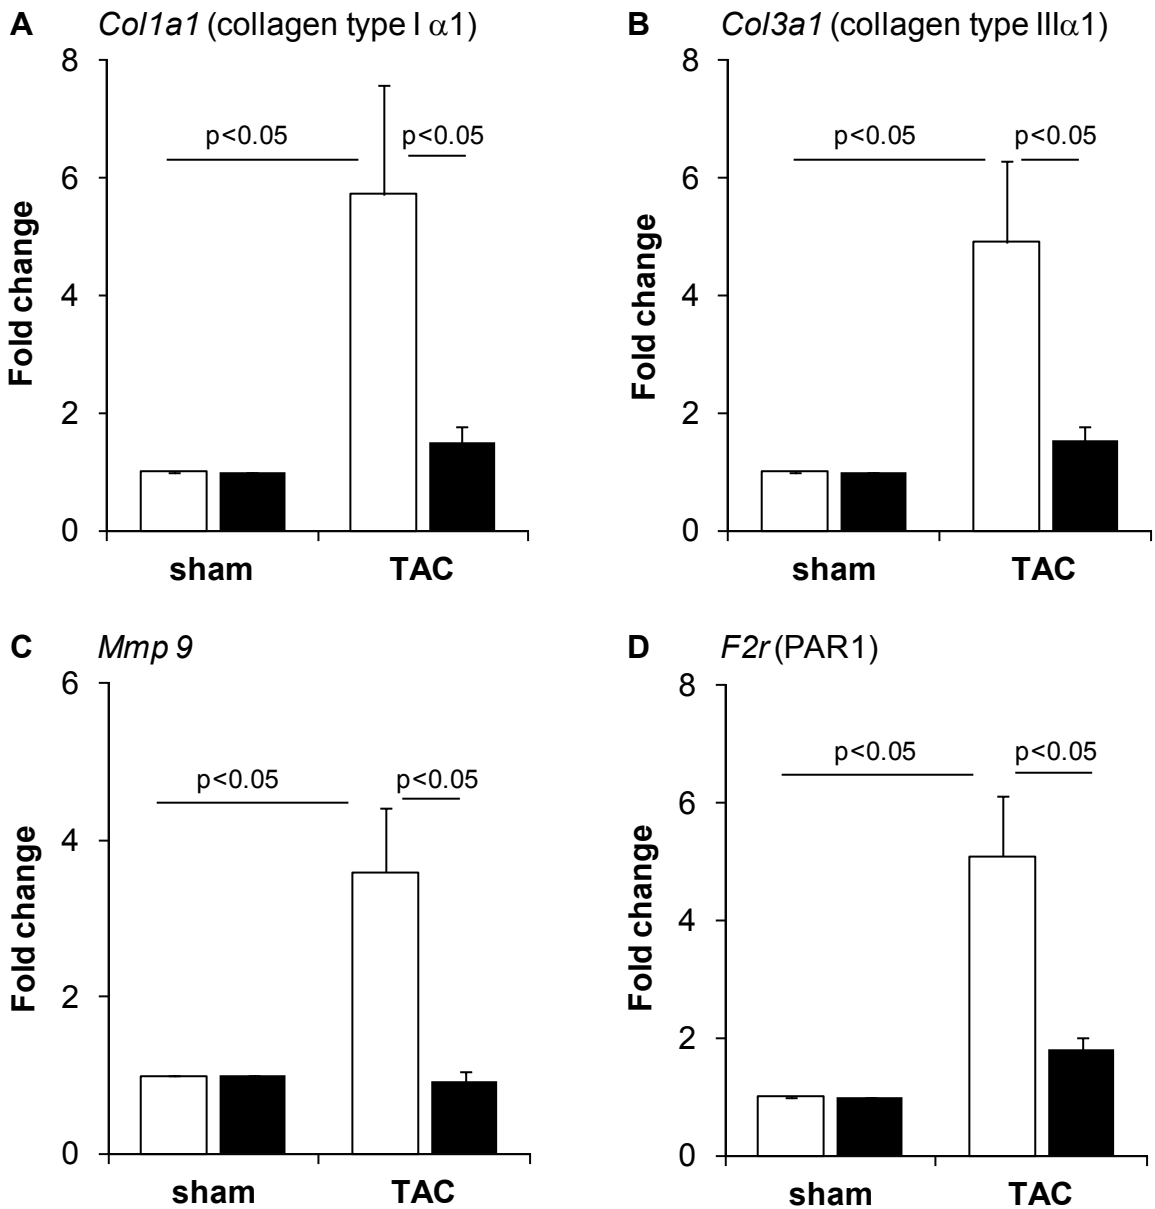 A Col1a1 (collagen type I α1)
8
p<0.05 p<0.05
6
Fold change
4
2
0
sham TAC
B Col3a1 (collagen type IIIα1)
8
p<0.05 p<0.05
6
Fold change
4
2
0
sham TAC
C Mmp 9
6
p<0.05 p<0.05
4
Fold change
2
0
sham TAC
D F2r (PAR1)
8
p<0.05 p<0.05
6
Fold change
4
2
0
sham TAC